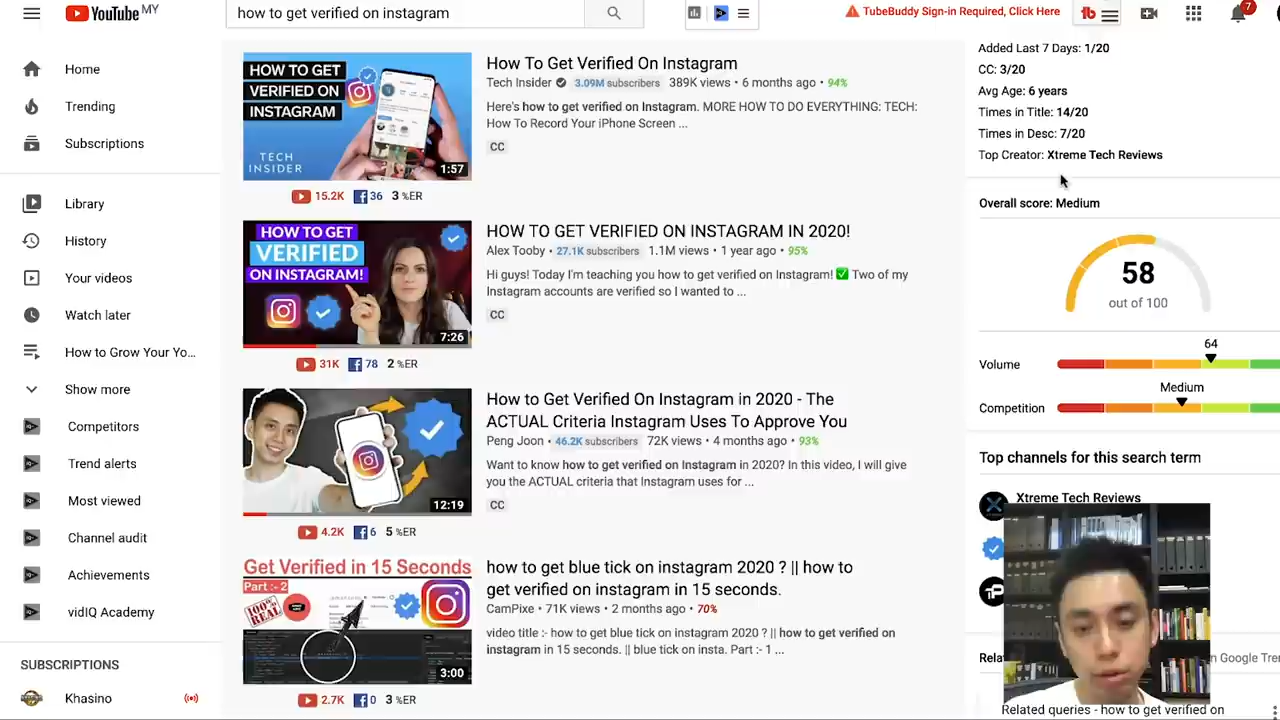 YouTube MY
how to get verified on instagram
TubeBuddy Sign-in Required, Click Here
tb
7
Home
Trending
Subscriptions
Library
History
Your videos
Watch later
How to Grow Your Yo...
Show more
Competitors
Trend alerts
Most viewed
Channel audit
Achievements
vidIQ Academy
SUBSCRIPTIONS
Khasino
HOW TO GET
VERIFIED ON
INSTAGRAM
TECH
INSIDER
1:57
15.2K 36 3 %ER
How To Get Verified On Instagram
Tech Insider 3.09M subscribers 389K views • 6 months ago • 94%
Here's how to get verified on Instagram. MORE HOW TO DO EVERYTHING: TECH:
How To Record Your iPhone Screen ...
CC
HOW TO GET
VERIFIED
ON INSTAGRAM!
7:26
31K 78 2 %ER
HOW TO GET VERIFIED ON INSTAGRAM IN 2020!
Alex Tooby • 27.1K subscribers 1.1M views • 1 year ago • 95%
Hi guys! Today I'm teaching you how to get verified on Instagram! ✅ Two of my
Instagram accounts are verified so I wanted to ...
CC
12:19
4.2K 6 5 %ER
How to Get Verified On Instagram in 2020 - The
ACTUAL Criteria Instagram Uses To Approve You
Peng Joon • 46.2K subscribers 72K views • 4 months ago • 93%
Want to know how to get verified on Instagram in 2020? In this video, I will give
you the ACTUAL criteria that Instagram uses for ...
CC
Get Verified in 15 Seconds
Part :- 2
100%
REAL
3:00
2.7K 0 3 %ER
how to get blue tick on instagram 2020 ? || how to
get verified on instagram in 15 seconds.
CamPixe • 71K views • 2 months ago • 70%
video titel - how to get blue tick on instagram 2020 ? || how to get verified on
instagram in 15 seconds. || blue tick on insta. Part :- 1 ...
Added Last 7 Days: 1/20
CC: 3/20
Avg Age: 6 years
Times in Title: 14/20
Times in Desc: 7/20
Top Creator: Xtreme Tech Reviews
Overall score: Medium
58
out of 100
64
Volume
Medium
Competition
Top channels for this search term
Xtreme Tech Reviews
Relat
n Google Tre
Related queries - how to get verified on